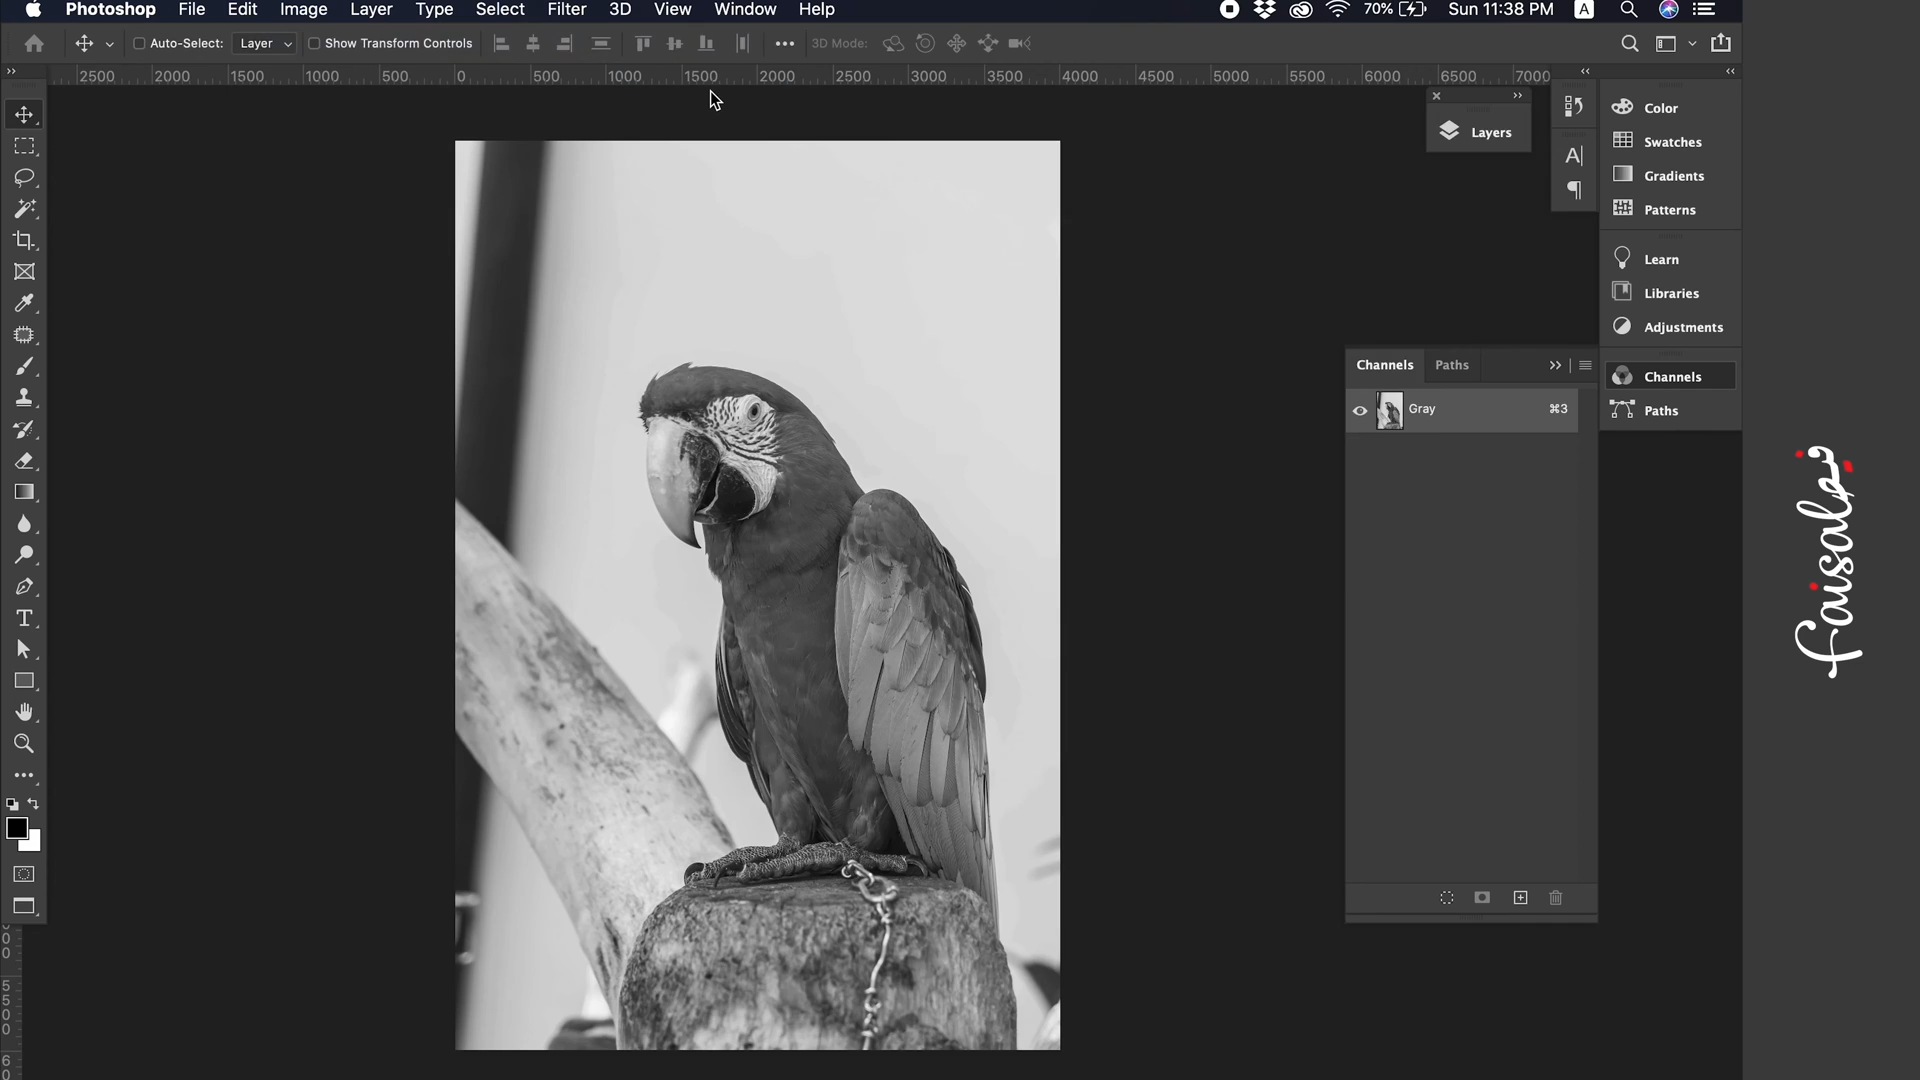 Photoshop File Edit Image Layer Type Select Filter 3D View Window Help 70% Sun 11:38 PM A
Auto-Select: Layer Show Transform Controls 3D Mode:
2500 2000 1500 1000 500 0 500 1000 1500 2000 2500 3000 3500 4000 4500 5000 5500 6000 6500 7000
Layers
Color
Swatches
Gradients
Patterns
Learn
Libraries
Adjustments
Channels
Paths
Channels Paths
Gray ⌘3
faisalpj